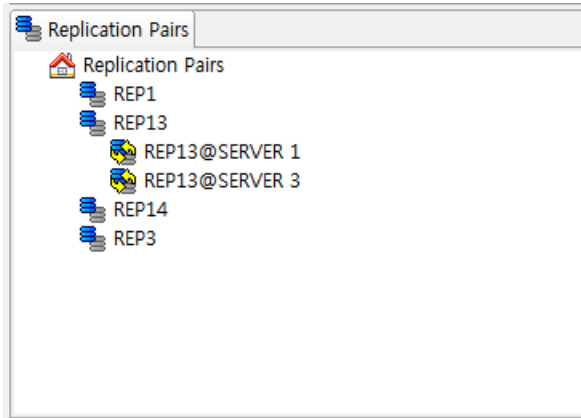 Replication Pairs
Replication Pairs
REP1
REP13
REP13@SERVER 1
REP13@SERVER 3
REP14
REP3